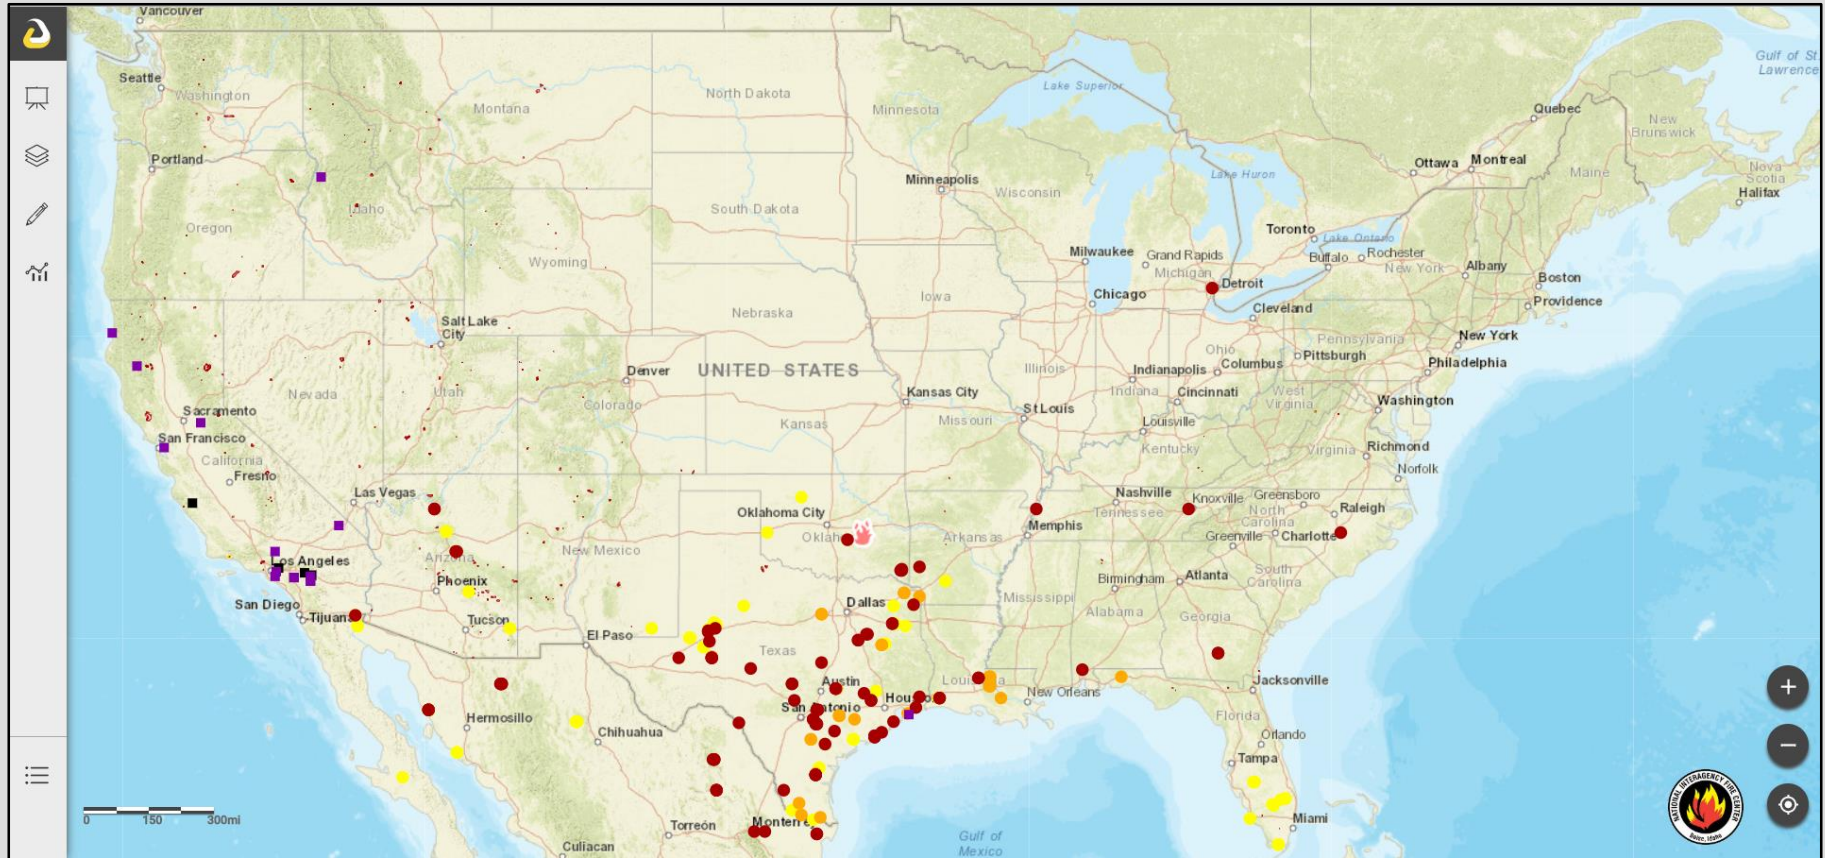 Vancouver
Seattle
Washington
Montana
North Dakota
Minnesota
Lake Superior
Quebec
Gulf of St.
Lawrence
New
Brunswick
Portland
Ottawa
Montreal
Nova
Scotia
Halifax
Maine
Minneapolis
Wisconsin
Lake Huron
Idaho
South Dakota
Oregon
Toronto
Lake Ontario
Milwaukee
Grand Rapids
Michigan
Buffalo
Rochester
New York
Albany
Wyoming
Boston
Detroit
Chicago
Iowa
Providence
Cleveland
Nebraska
Salt Lake
City
New York
Pennsylvania
Ohio
Pittsburgh
Philadelphia
Denver
UNITED STATES
Illinois
Indianapolis
Columbus
Nevada
Utah
Colorado
Kansas City
Indiana
Cincinnati
West
Virginia
Washington
Sacramento
St Louis
Missouri
Kansas
Louisville
San Francisco
California
Kentucky
Virginia
Richmond
Fresno
Norfolk
Las Vegas
Nashville
Knoxville
Greensboro
Tennessee
North
Carolina
Raleigh
Oklahoma City
Memphis
Arkansas
Greenville
Charlotte
New Mexico
Los Angeles
Phoenix
Birmingham
Atlanta
South
Carolina
San Diego
Dallas
Mississippi
Alabama
Georgia
Tucson
El Paso
Texas
Austin
New Orleans
Jacksonville
Hermosillo
Chihuahua
Florida
Orlando
Tampa
Miami
0 150 300mi
Torreón
Culiacan
Gulf of
Mexico
NATIONAL INTERAGENCY FIRE CENTER
Boise, Idaho